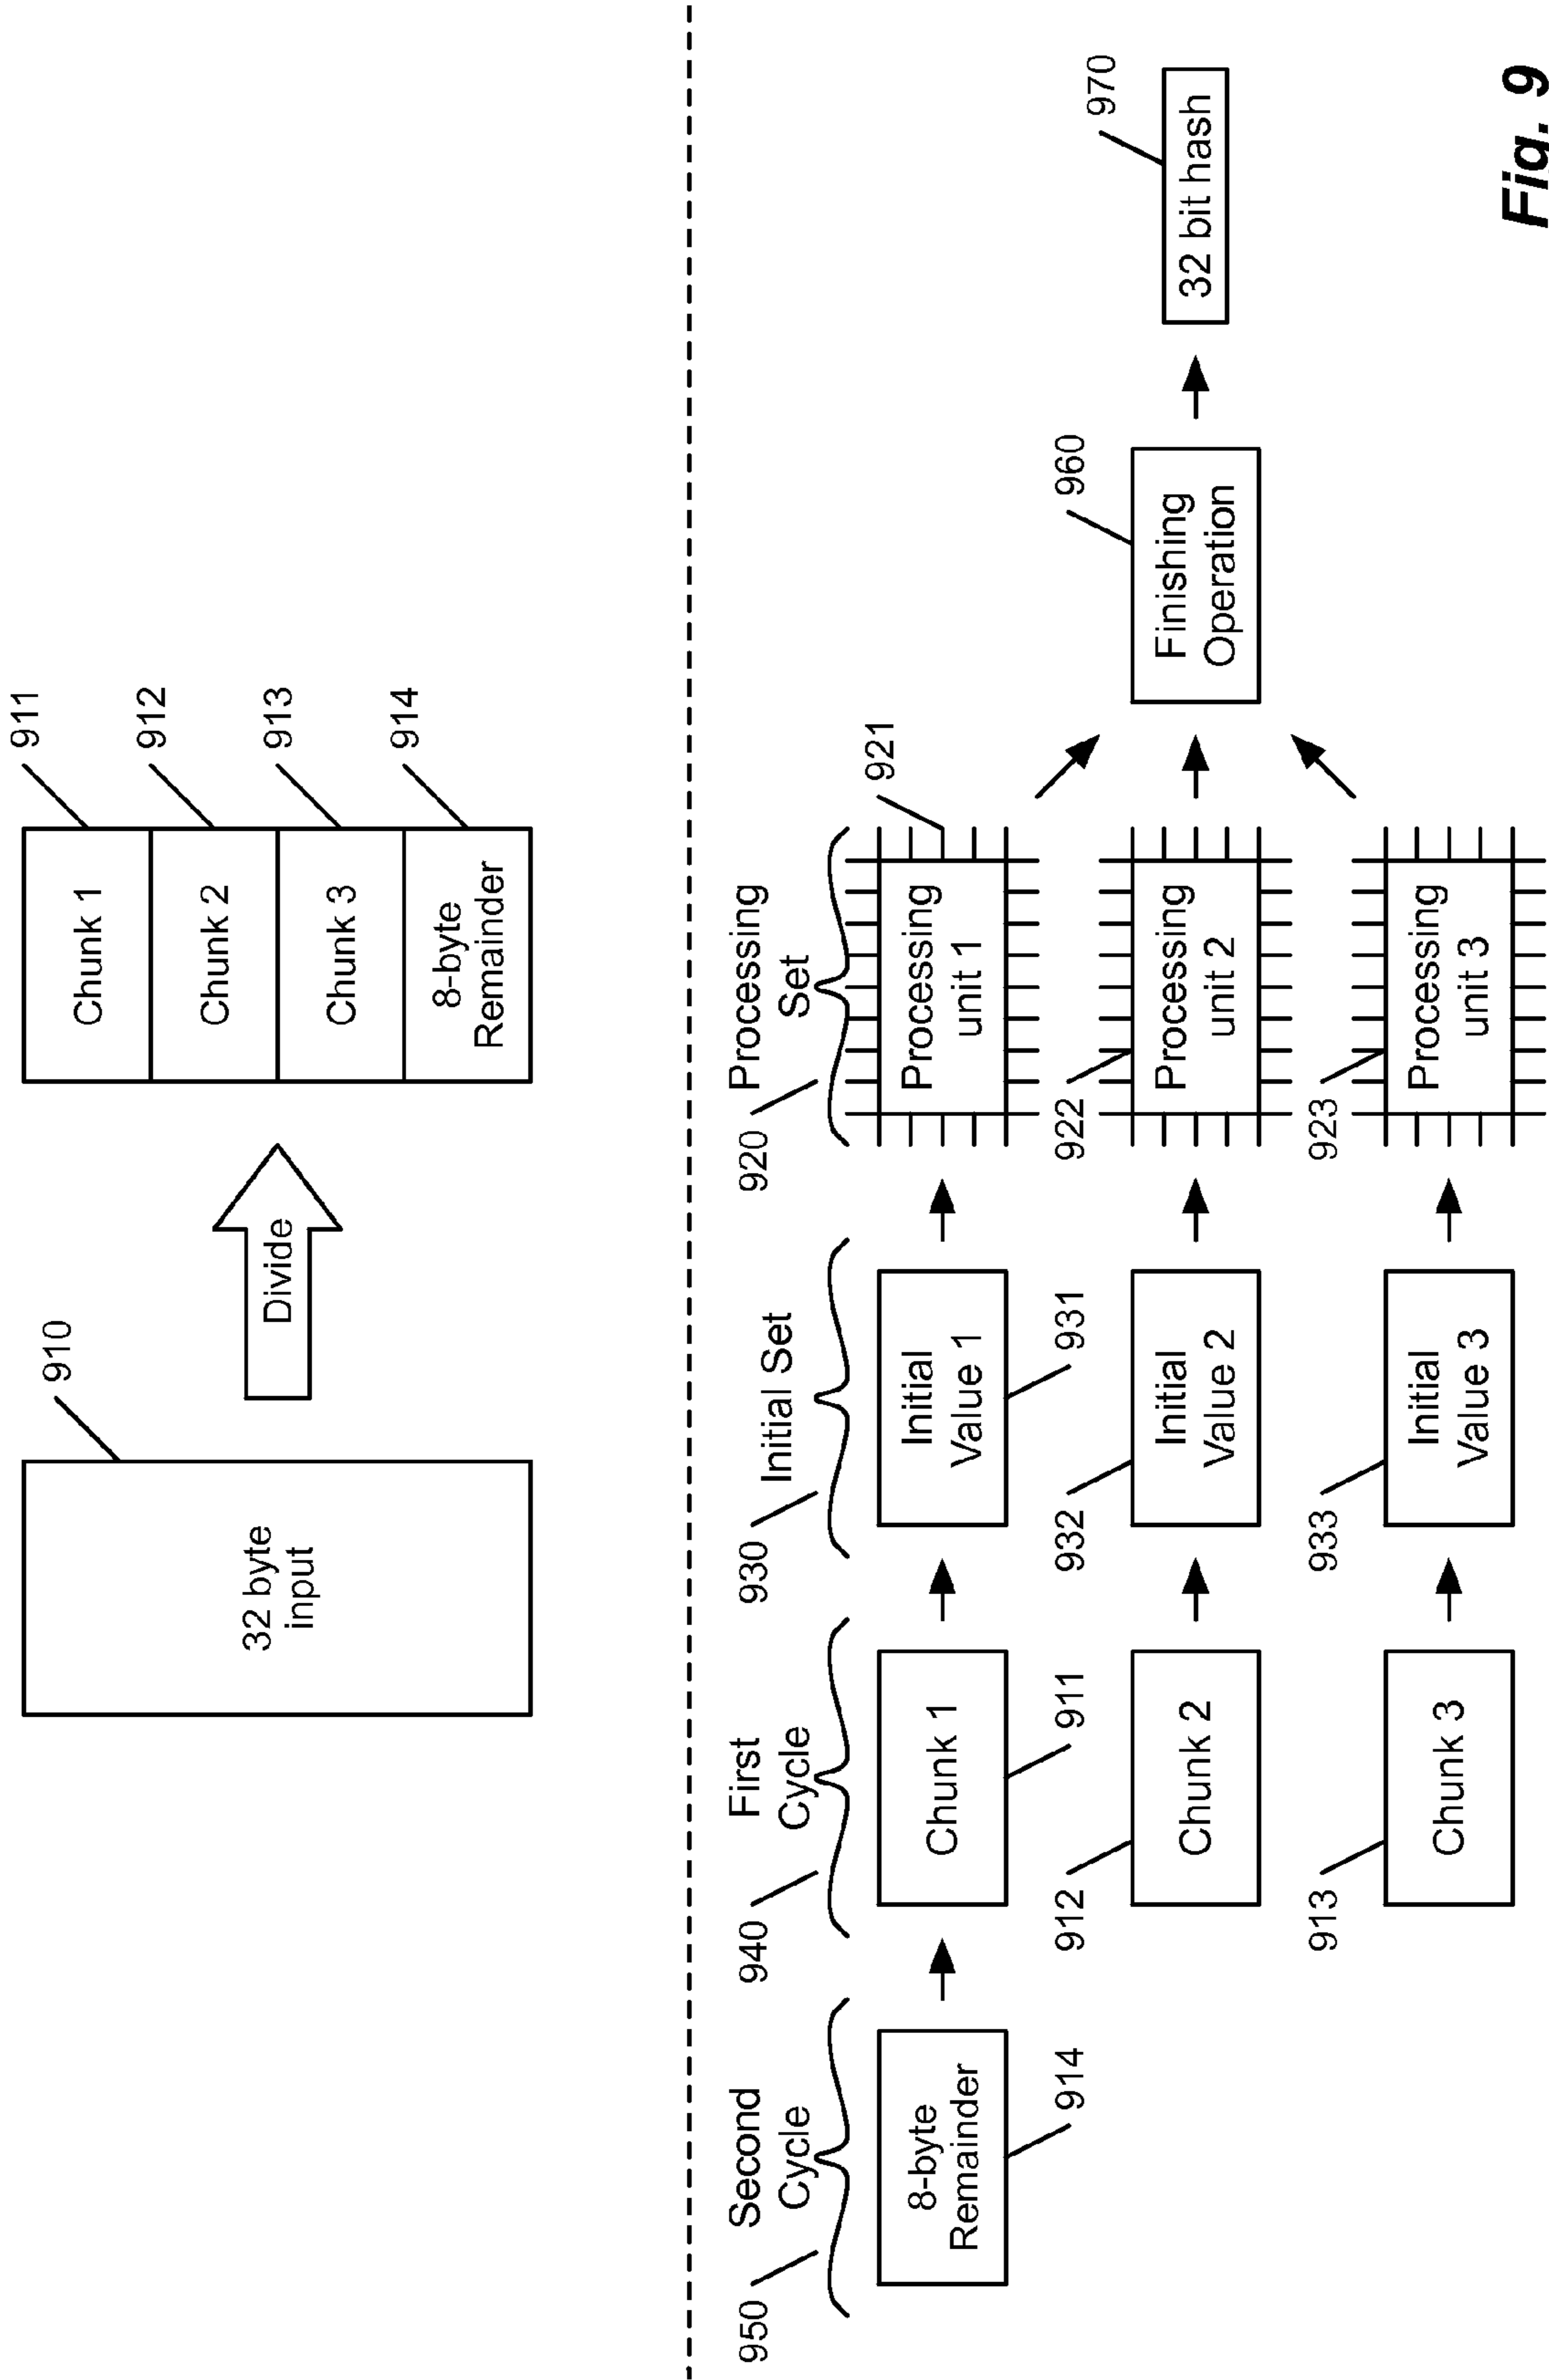 910
32 byte
input
Divide
911
912
913
914
Chunk 1
Chunk 2
Chunk 3
8-byte
Remainder
950
Second
Cycle
940
First
Cycle
930
Initial Set
920
Processing
Set
8-byte
Remainder
914
Chunk 1
911
Initial
Value 1
931
Processing
unit 1
921
912
Chunk 2
932
Initial
Value 2
922
Processing
unit 2
960
Finishing
Operation
970
32 bit hash
913
Chunk 3
933
Initial
Value 3
923
Processing
unit 3
Fig. 9